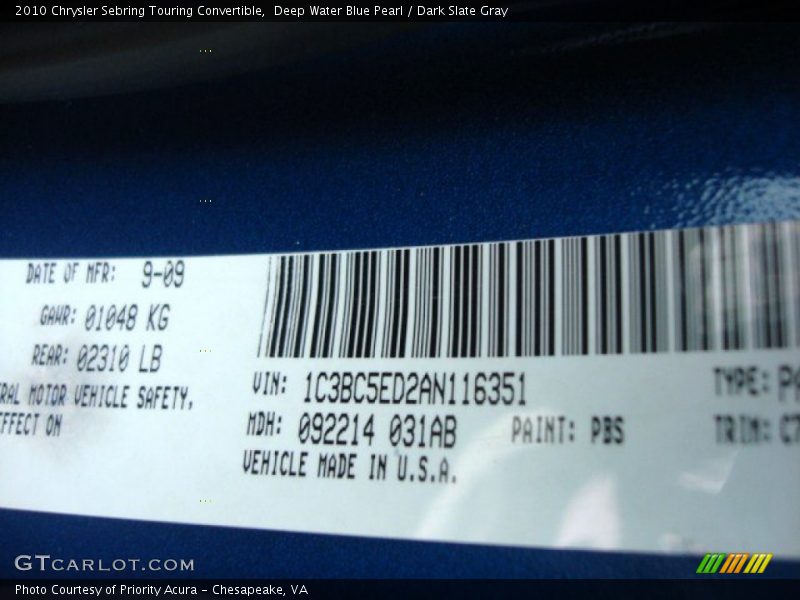 2010 Chrysler Sebring Touring Convertible, Deep Water Blue Pearl / Dark Slate Gray
DATE OF MFR: 9-09
GAWR: 01048 KG
REAR: 02310 LB
RAL MOTOR VEHICLE SAFETY,
EFFECT ON
VIN: 1C3BC5ED2AN116351
TYPE:
MDH: 092214 031AB
PAINT: PBS
TRIM:
VEHICLE MADE IN U.S.A.
GTCARLOT.COM
Photo Courtesy of Priority Acura - Chesapeake, VA